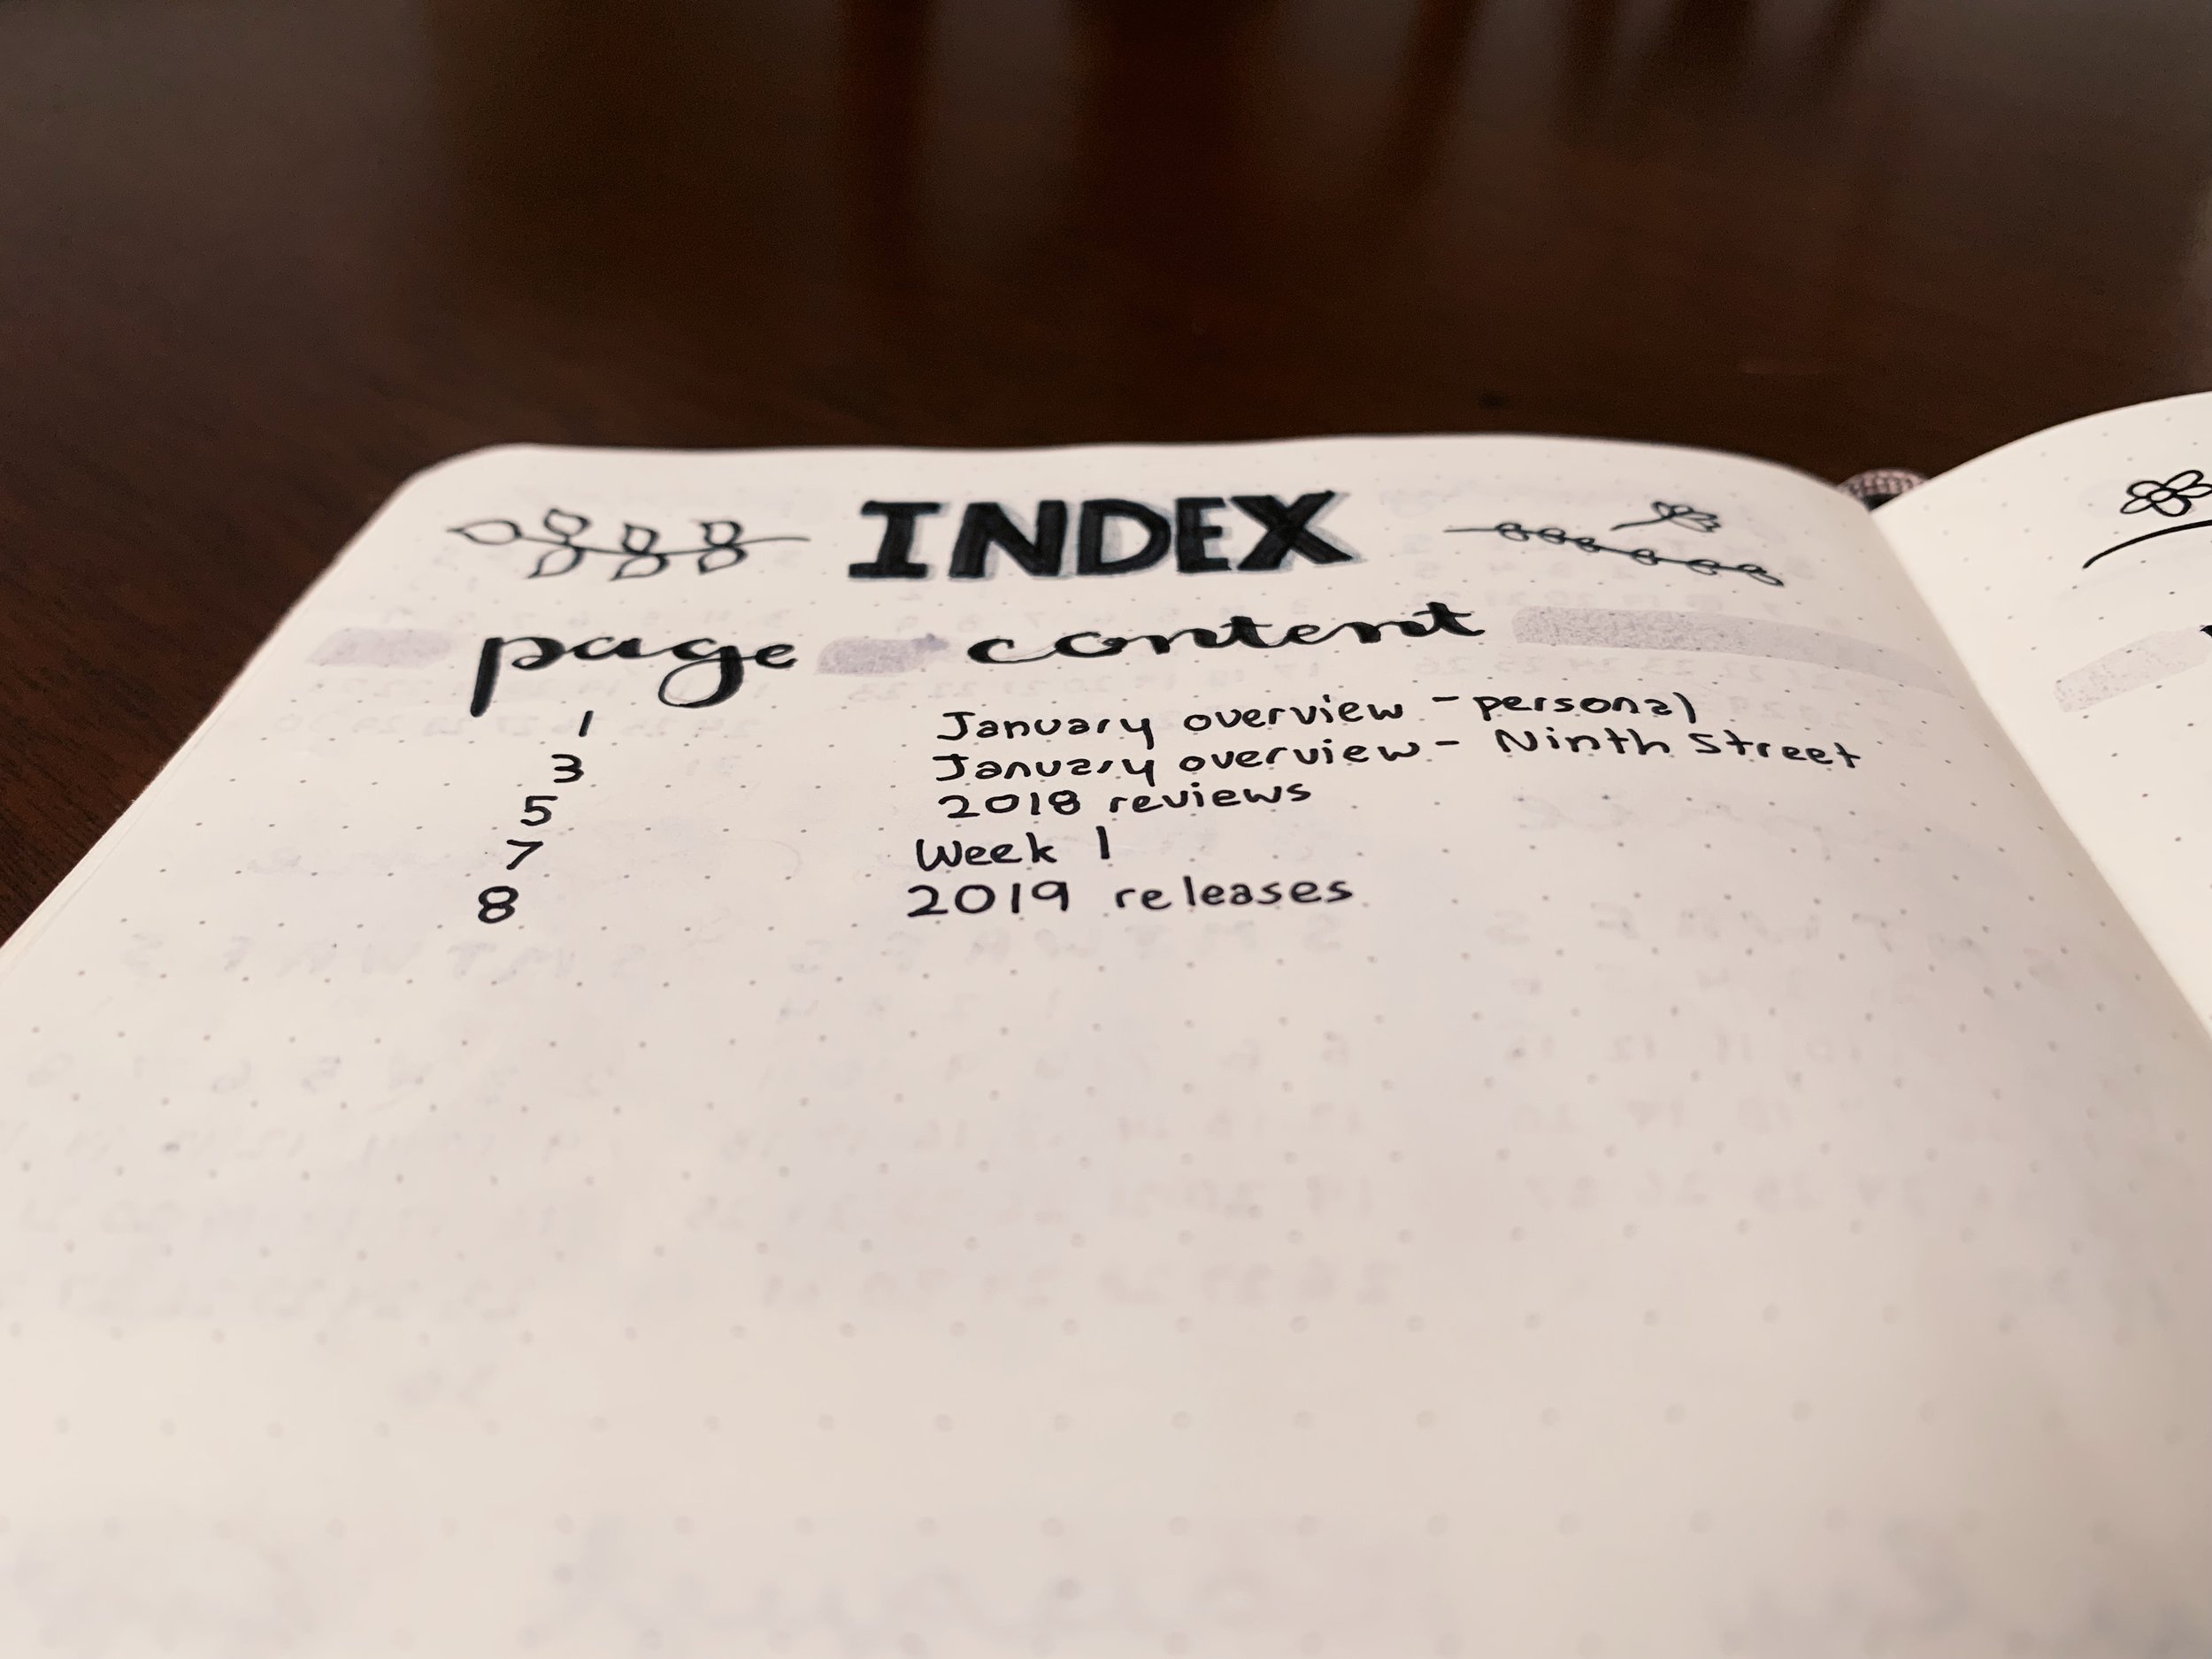 INDEX
page content
1 January overview - personal
3 January overview - Ninth Street
5 2018 reviews
7 Week 1
8 2019 releases